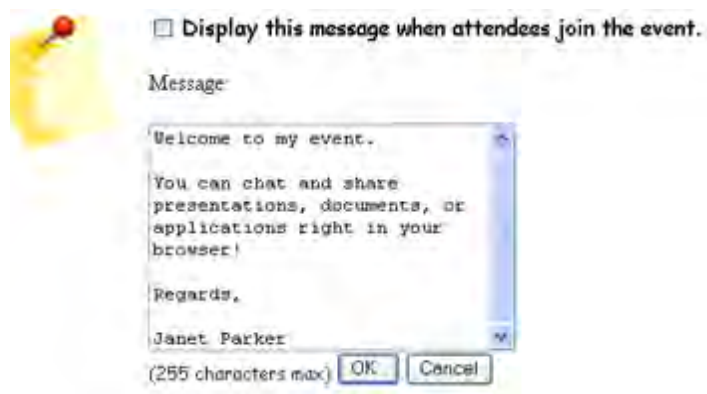 Display this message when attendees join the event.
Message:
Welcome to my event.
You can chat and share
presentations, documents, or
applications right in your
browser!
Regards,
Janet Parker
(255 characters max) OK Cancel